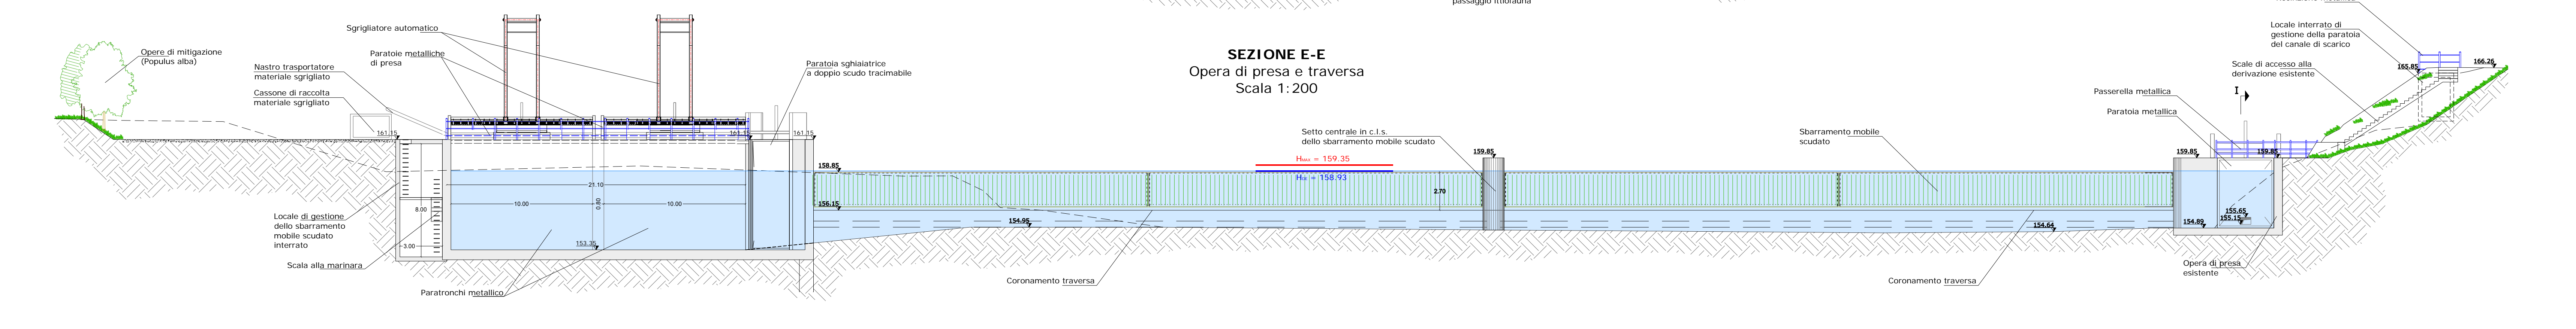 passaggio ittiofauna
Sgrigliatore automatico
Opere di mitigazione
(Populus alba)
Paratoie metalliche
di presa
Nastro trasportatore
materiale sgrigliato
Cassone di raccolta
materiale sgrigliato
Paratoia sghiaiatrice
a doppio scudo tracimabile
SEZIONE E-E
Opera di presa e traversa
Scala 1:200
Locale interrato di
gestione della paratoia
del canale di scarico
Scale di accesso alla
derivazione esistente
Passerella metallica
Paratoia metallica
I
165.85
166.26
161.15
161.15
161.15
Setto centrale in c.l.s.
dello sbarramento mobile scudato
Sbarramento mobile
scudato
HMAX = 159.35
158.93
159.85
159.85
159.85
158.85
156.15
2.70
21.10
10.00
0.80
10.00
8.00
3.00
153.35
154.95
154.64
154.89
155.65
155.15
Locale di gestione
dello sbarramento
mobile scudato
interrato
Scala alla marinara
Paratronchi metallico
Coronamento traversa
Coronamento traversa
Opera di presa
esistente